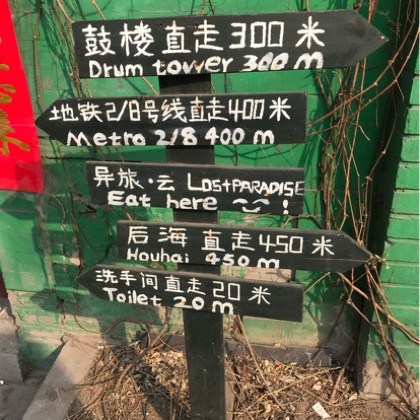 鼓楼直走300米
Drum tower 300 m
地铁2/8号线直走400米
Metro 2/8 400 m
异旅·云 LOSTPARADISE
Eat here !
后海直走450米
Houhai 450 m
洗手间直走20米
Toilet 20 m